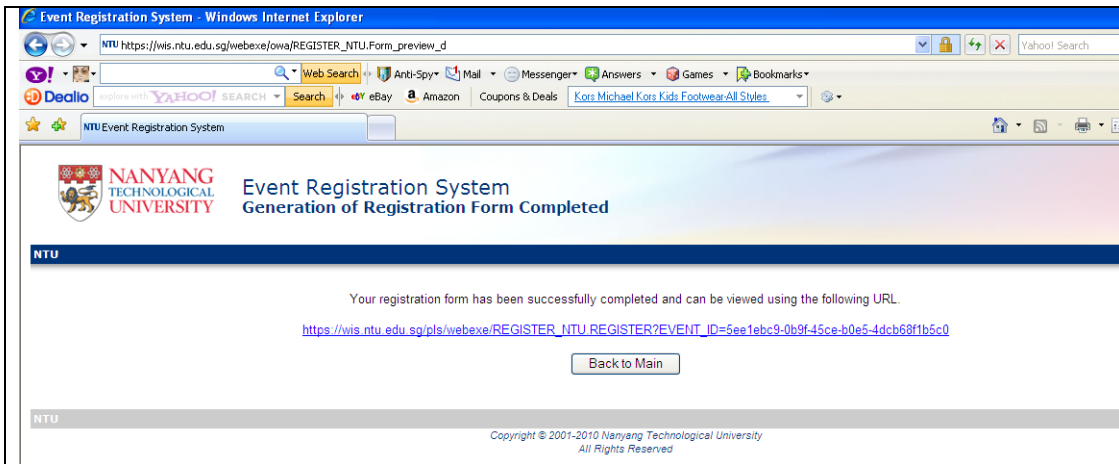 Event Registration System - Windows Internet Explorer
NTU https://wis.ntu.edu.sg/webexe/owa/REGISTER_NTU.Form_preview_d
Yahoo! Search
Web Search Anti-Spy Mail Messenger Answers Games Bookmarks
Dealio explore with YAHOO! SEARCH Search eBay Amazon Coupons & Deals Kors Michael Kors Kids Footwear-All Styles
NTU Event Registration System
NANYANG
TECHNOLOGICAL
UNIVERSITY
Event Registration System
Generation of Registration Form Completed
NTU
Your registration form has been successfully completed and can be viewed using the following URL.
https://wis.ntu.edu.sg/pls/webexe/REGISTER_NTU.REGISTER?EVENT_ID=5ee1ebc9-0b9f-45ce-b0e5-4dcb68f1b5c0
Back to Main
NTU
Copyright © 2001-2010 Nanyang Technological University
All Rights Reserved